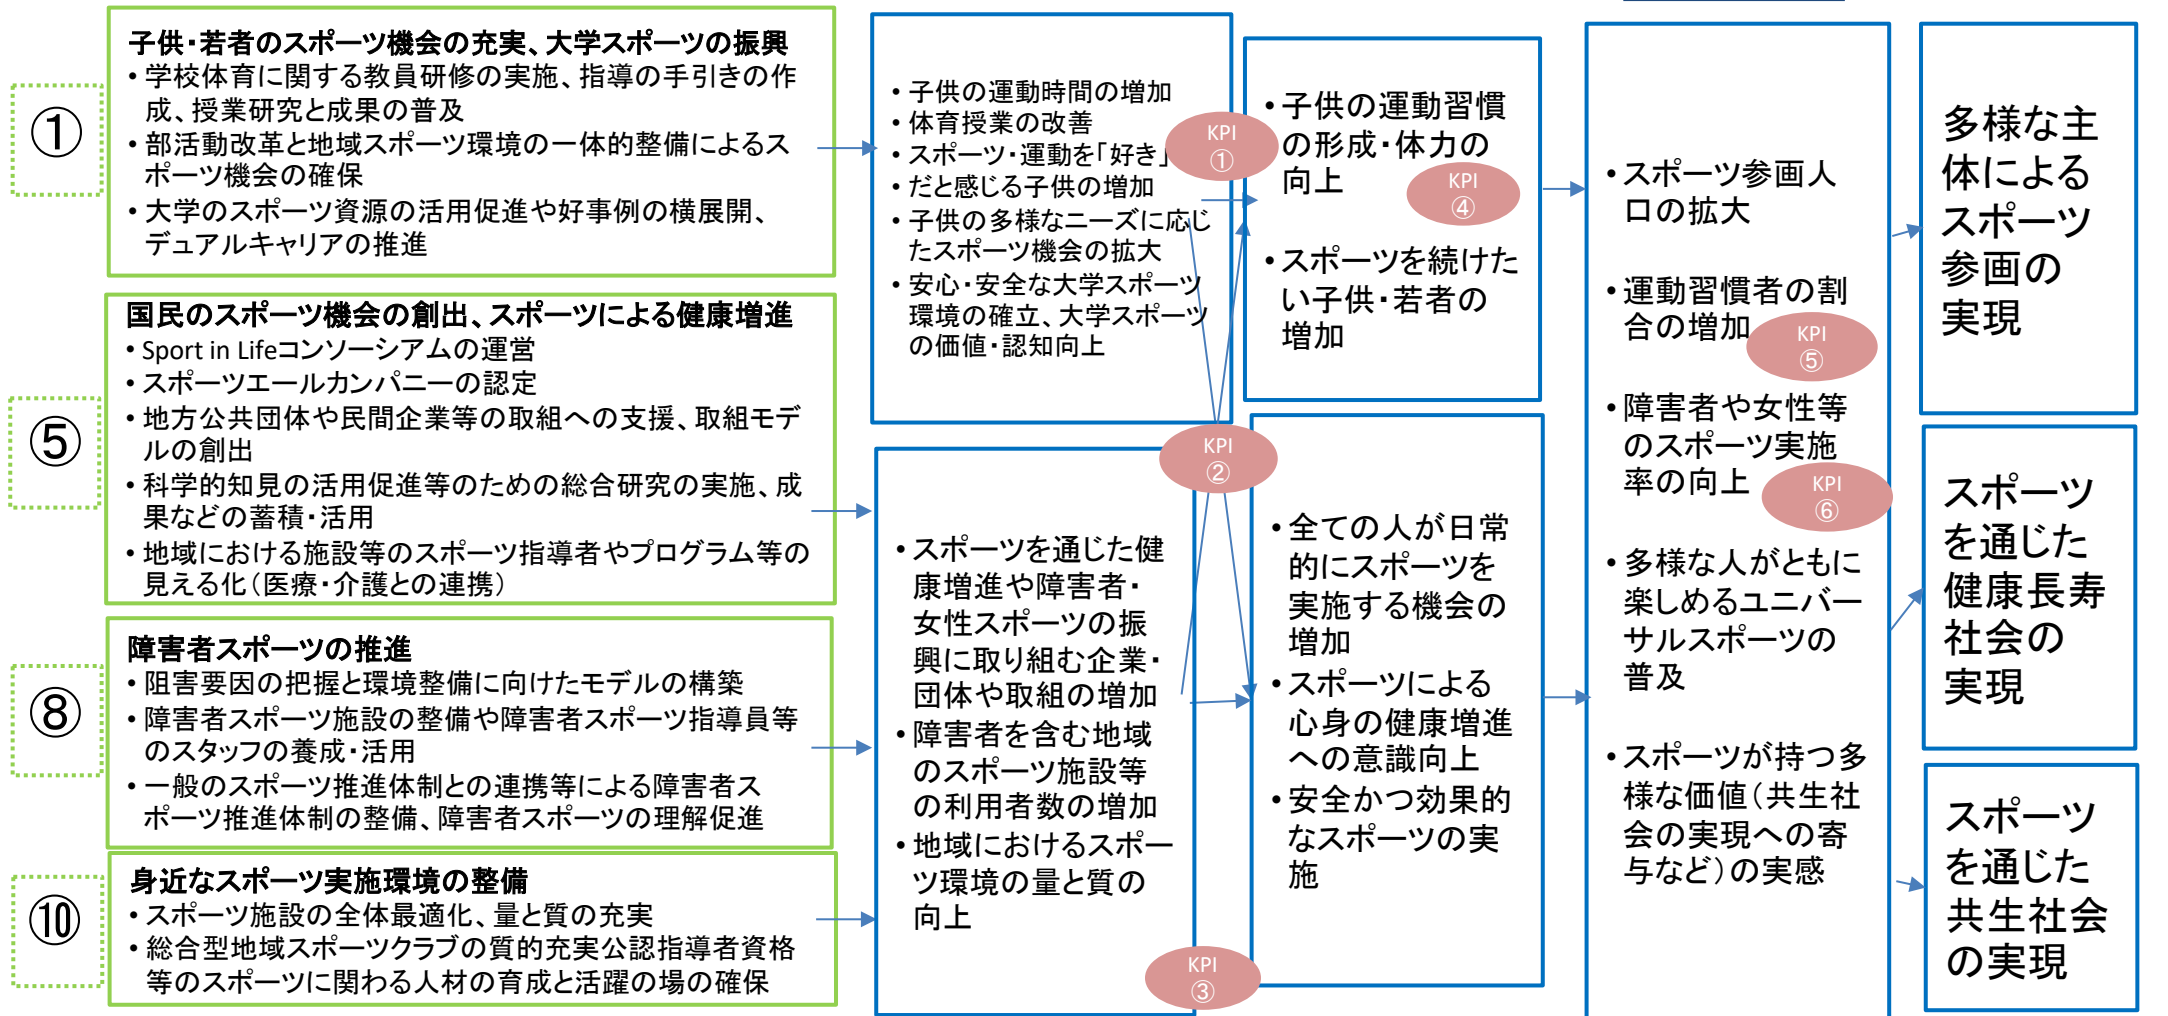 ①
子供・若者のスポーツ機会の充実、大学スポーツの振興
• 学校体育に関する教員研修の実施、指導の手引きの作
成、授業研究と成果の普及
• 部活動改革と地域スポーツ環境の一体的整備によるス
ポーツ機会の確保
• 大学のスポーツ資源の活用促進や好事例の横展開、
デュアルキャリアの推進
⑤
国民のスポーツ機会の創出、スポーツによる健康増進
• Sport in Lifeコンソーシアムの運営
• スポーツエールカンパニーの認定
• 地方公共団体や民間企業等の取組への支援、取組モデ
ルの創出
• 科学的知見の活用促進等のための総合研究の実施、成
果などの蓄積・活用
• 地域における施設等のスポーツ指導者やプログラム等の
見える化（医療・介護との連携）
⑧
障害者スポーツの推進
• 阻害要因の把握と環境整備に向けたモデルの構築
• 障害者スポーツ施設の整備や障害者スポーツ指導員等
のスタッフの養成・活用
• 一般のスポーツ推進体制との連携等による障害者ス
ポーツ推進体制の整備、障害者スポーツの理解促進
⑩
身近なスポーツ実施環境の整備
• スポーツ施設の全体最適化、量と質の充実
• 総合型地域スポーツクラブの質的充実公認指導者資格
等のスポーツに関わる人材の育成と活躍の場の確保
• 子供の運動時間の増加
• 体育授業の改善
• スポーツ・運動を「好き」
• だと感じる子供の増加
• 子供の多様なニーズに応じ
たスポーツ機会の拡大
• 安心・安全な大学スポーツ
環境の確立、大学スポーツ
の価値・認知向上
KPI
①
KPI
②
• スポーツを通じた健
康増進や障害者・
女性スポーツの振
興に取り組む企業・
団体や取組の増加
• 障害者を含む地域
のスポーツ施設等
の利用者数の増加
• 地域におけるスポー
ツ環境の量と質の
向上
KPI
③
• 子供の運動習慣
の形成・体力の
向上
KPI
④
• スポーツを続けた
い子供・若者の
増加
• 全ての人が日常
的にスポーツを
実施する機会の
増加
• スポーツによる
心身の健康増進
への意識向上
• 安全かつ効果的
なスポーツの実
施
• スポーツ参画人
口の拡大
• 運動習慣者の割
合の増加
KPI
⑤
• 障害者や女性等
のスポーツ実施
率の向上
KPI
⑥
• 多様な人がともに
楽しめるユニバー
サルスポーツの
普及
• スポーツが持つ多
様な価値（共生社
会の実現への寄
与など）の実感
多様な主
体による
スポーツ
参画の
実現
スポーツ
を通じた
健康長寿
社会の
実現
スポーツ
を通じた
共生社会
の実現